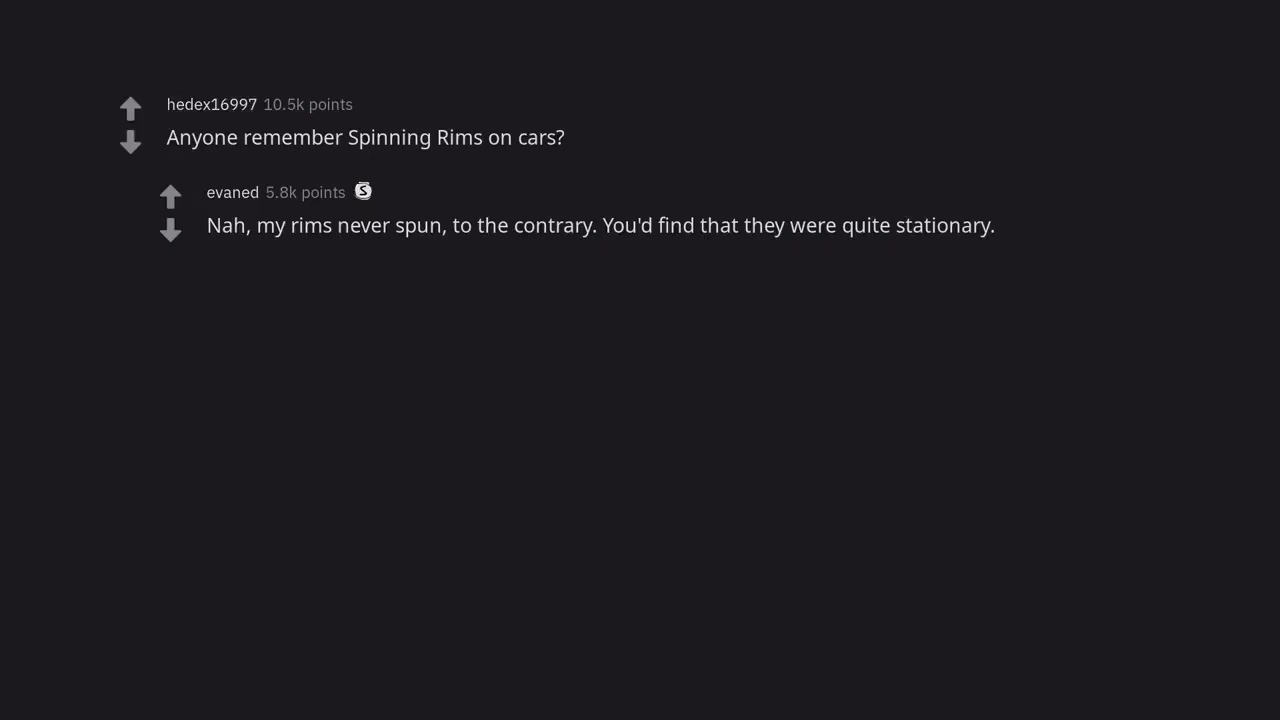 hedex16997 10.5k points
Anyone remember Spinning Rims on cars?
evaned 5.8k points S
Nah, my rims never spun, to the contrary. You'd find that they were quite stationary.